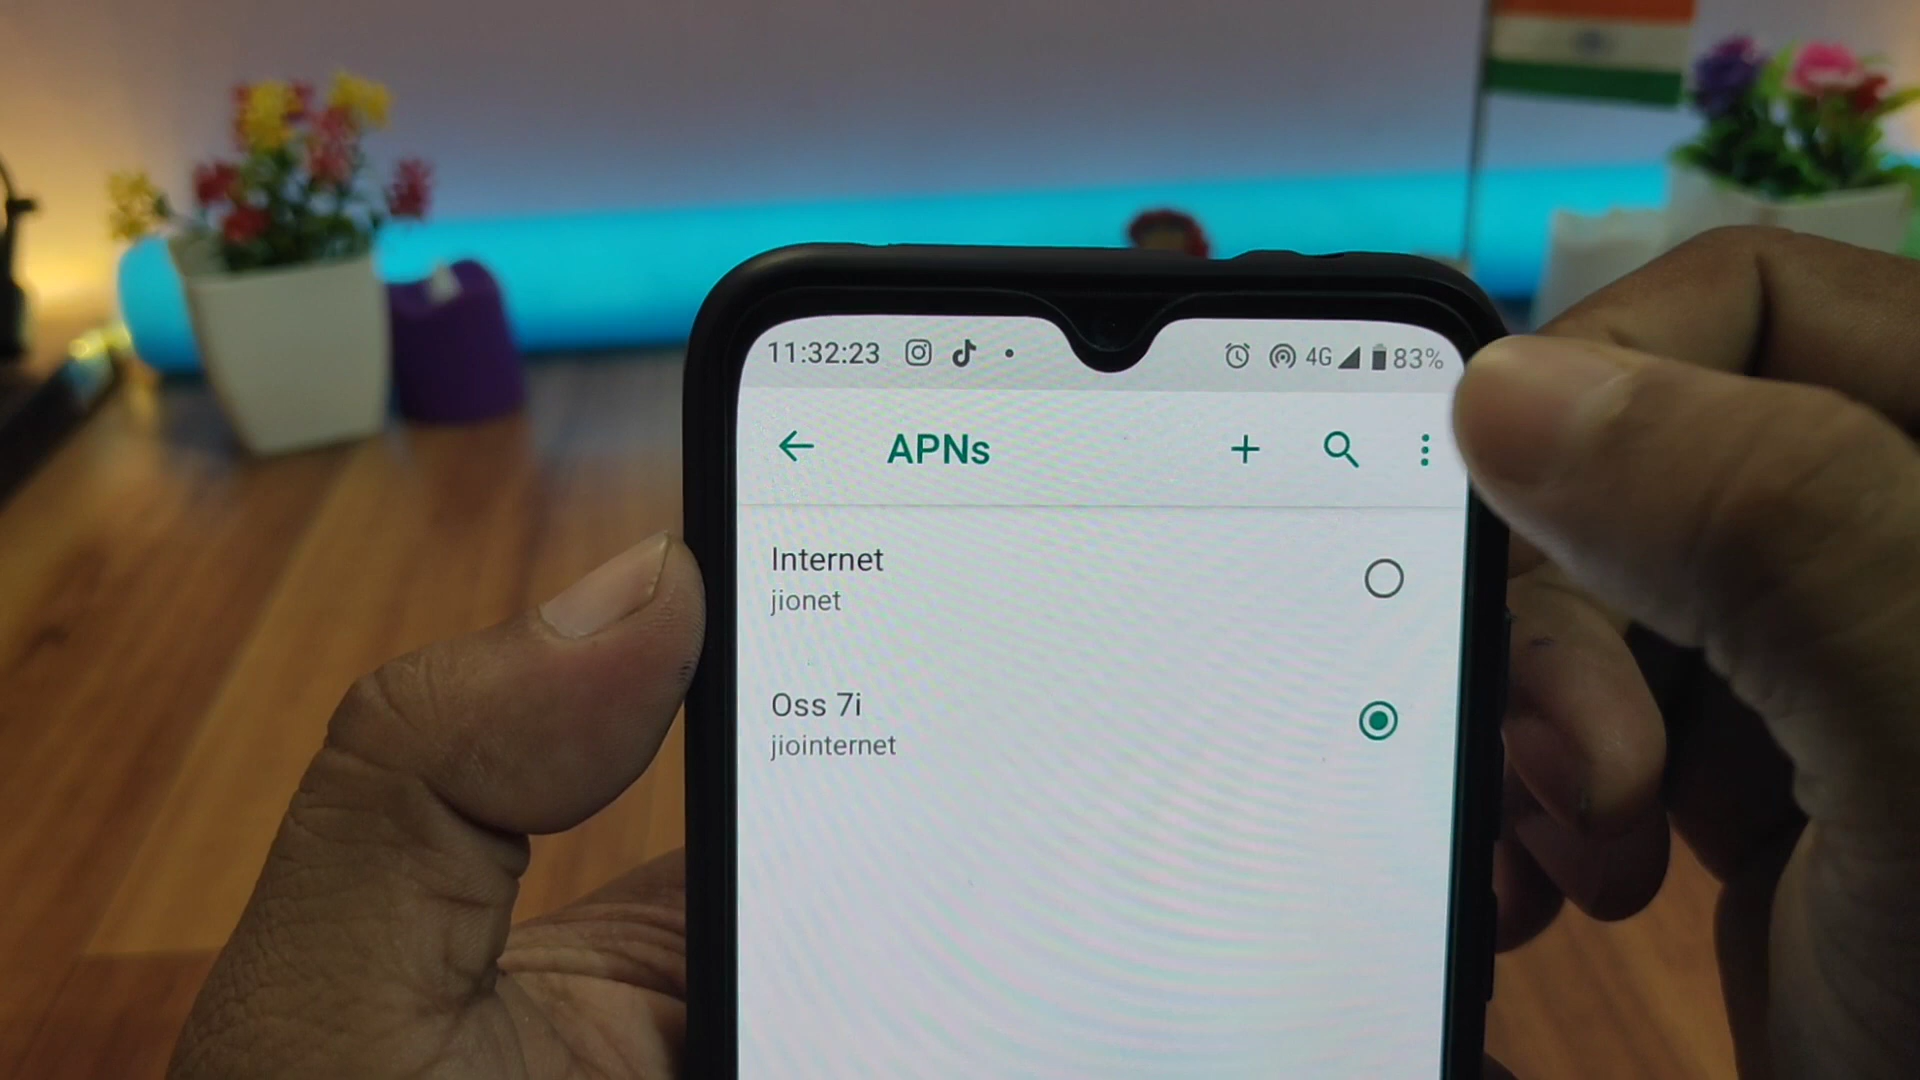 11:32:23 4G 83%
APNs
Internet
jionet
Oss 7i
jiointernet